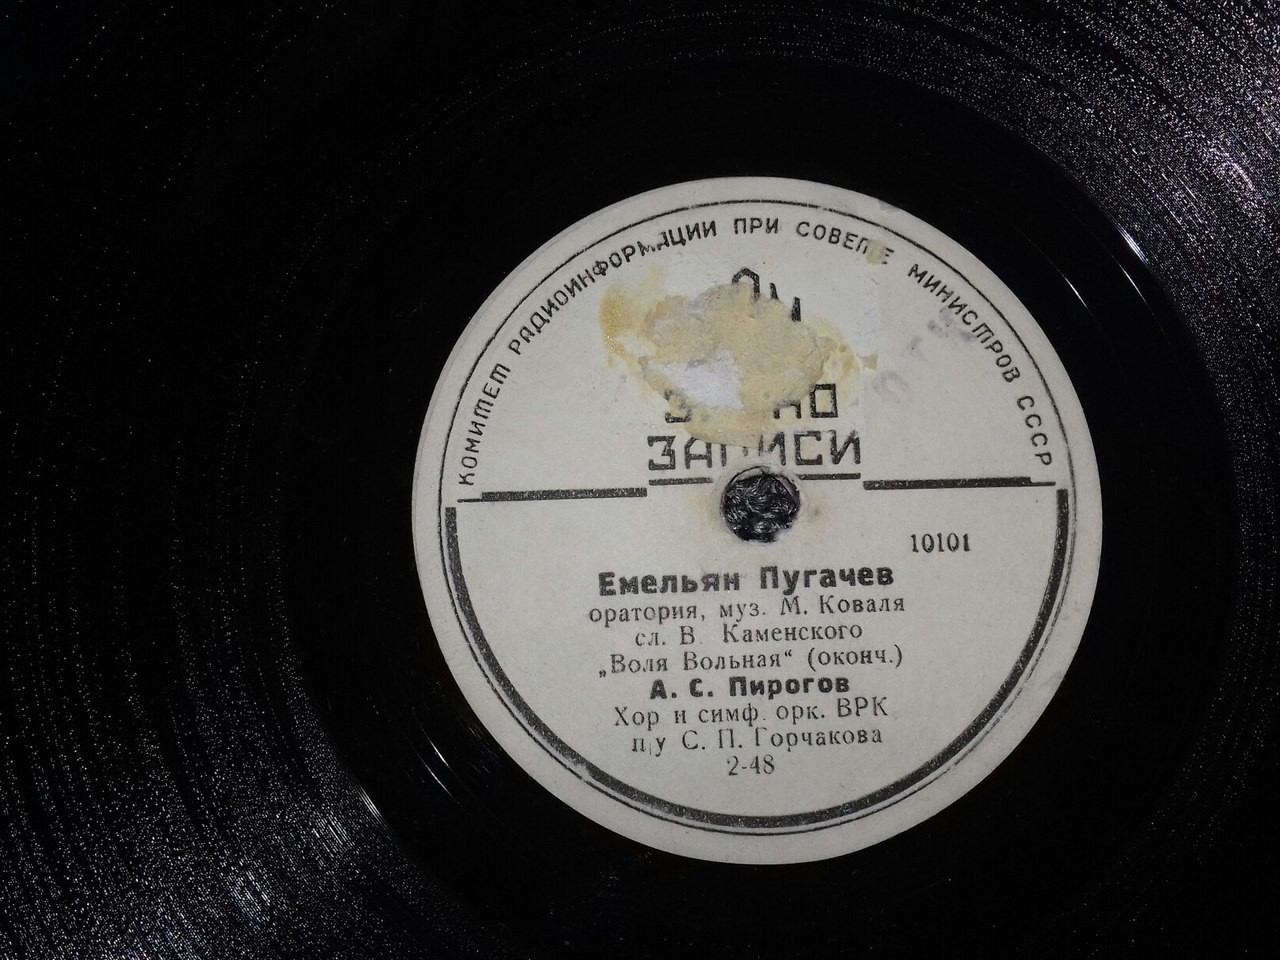 КОМИТЕТ РАДИОИНФОРМАЦИИ ПРИ СОВЕТЕ МИНИСТРОВ СССР
ЗАПИСИ
10101
Емельян Пугачев
оратория, муз. М. Коваля
сл. В. Каменского
„Воля Вольная“ (оконч.)
А. С. Пирогов
Хор и симф. орк. ВРК
п/у С. П. Горчакова
2-48